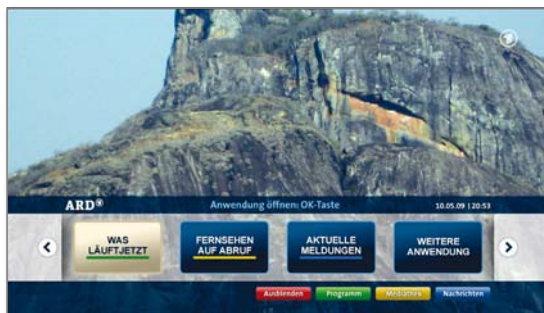 ARD
Anwendung öffnen: OK-Taste
10.05.09 | 20:53
WAS
LÄUFTJETZT
FERNSEHEN
AUF ABRUF
AKTUELLE
MELDUNGEN
WEITERE
ANWENDUNG
Ausblenden
Programm
Mediathek
Nachrichten